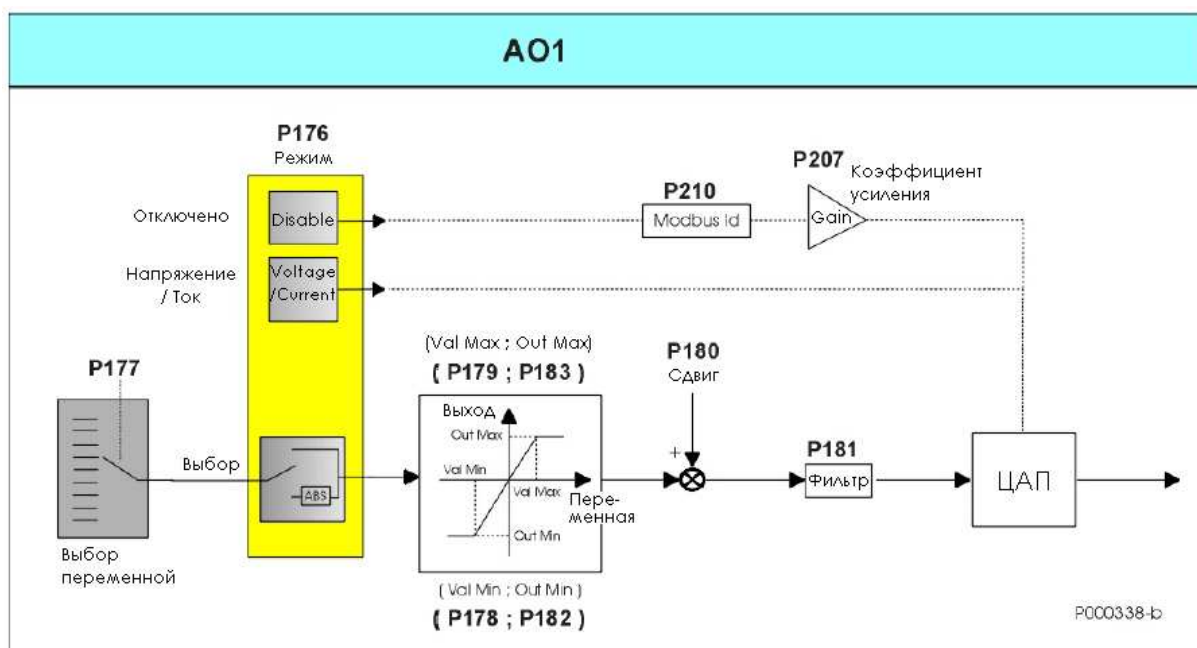 AO1
P176
Режим
P207
Коэффициент
усиления
P210
Отключено
Disable
Modbus Id
Gain
Напряжение
/ Ток
Voltage
/Current
(Val Max ; Out Max)
( P179 ; P183 )
P180
Сдвиг
P177
Выход
Out Max
+
P181
Выбор
Val Min
ABS
Val Max
Пере-
менная
Фильтр
ЦАП
Out Min
Выбор
переменной
( Val Min ; Out Min )
( P178 ; P182 )
P000338-b